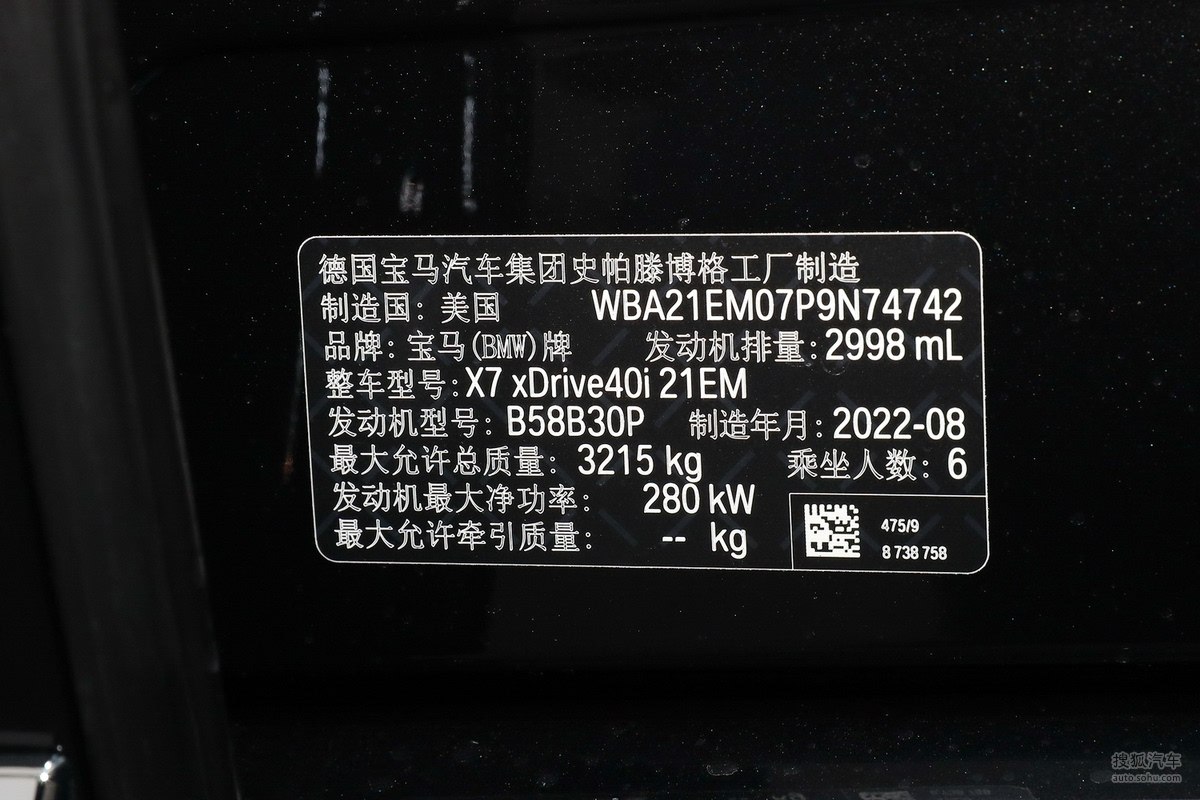 德国宝马汽车集团史帕滕博格工厂制造
制造国：美国 WBA21EM07P9N74742
品牌：宝马(BMW)牌 发动机排量：2998 mL
整车型号：X7 xDrive40i 21EM
发动机型号：B58B30P 制造年月：2022-08
最大允许总质量：3215 kg 乘坐人数：6
发动机最大净功率：280 kW
最大允许牵引质量：-- kg
475/9
8 738 758
搜狐汽车
auto.sohu.com